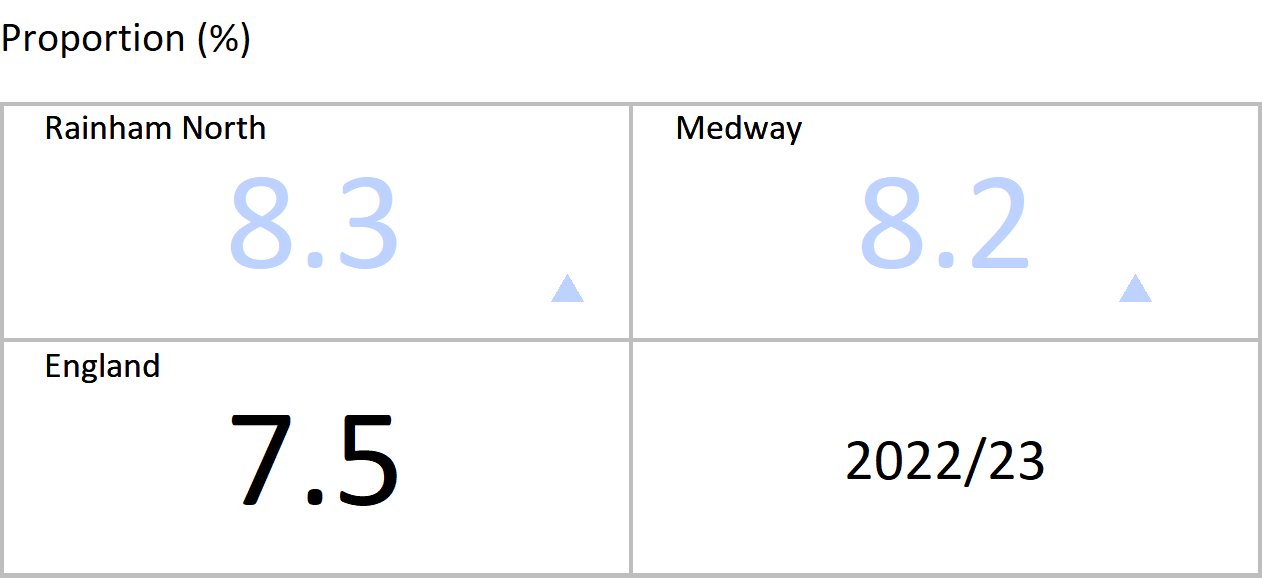 Proportion (%)
Rainham North
8.3
Medway
8.2
England
7.5
2022/23